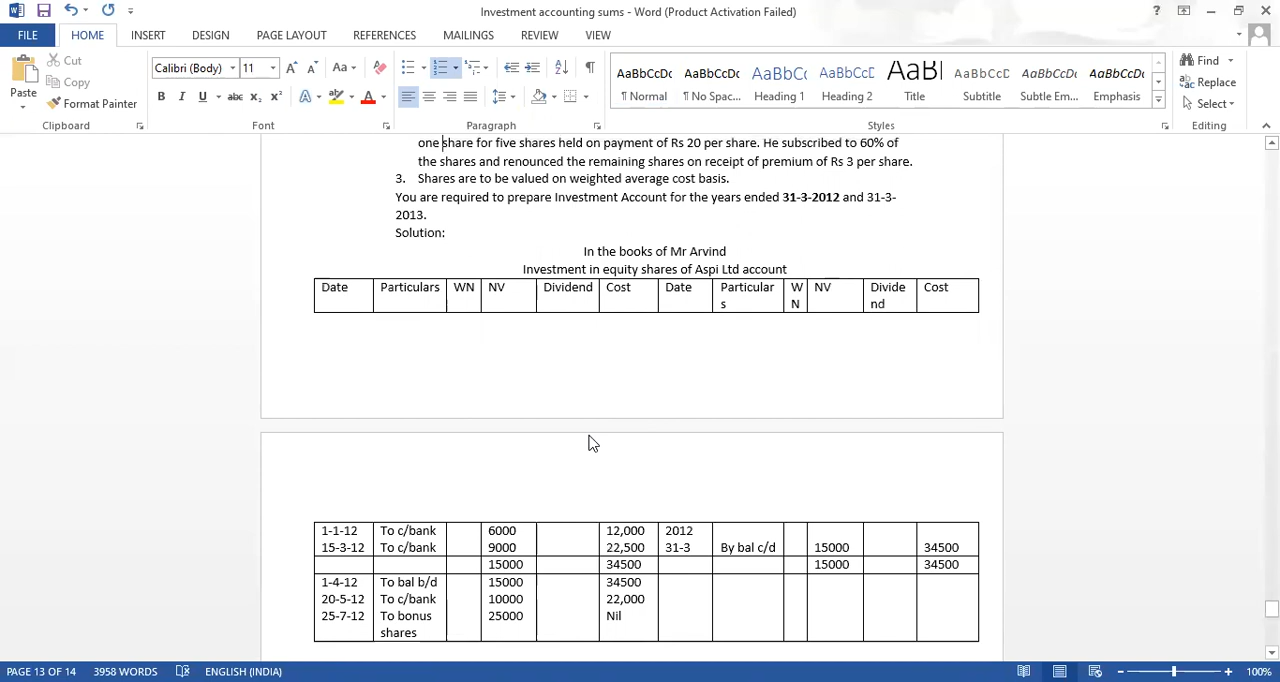 Investment accounting sums - Word (Product Activation Failed)
FILE HOME INSERT DESIGN PAGE LAYOUT REFERENCES MAILINGS REVIEW VIEW
Paste
Cut
Copy
Format Painter
Clipboard
Calibri (Body) 11
Font
Paragraph
AaBbCcDc AaBbCcDc AaBbCc AaBbCcD AaBl AaBbCcD AaBbCcDc AaBbCcDc
¶ Normal ¶ No Spac... Heading 1 Heading 2 Title Subtitle Subtle Em... Emphasis
Styles
Find
Replace
Select
Editing
one share for five shares held on payment of Rs 20 per share. He subscribed to 60% of
the shares and renounced the remaining shares on receipt of premium of Rs 3 per share.
3. Shares are to be valued on weighted average cost basis.
You are required to prepare Investment Account for the years ended 31-3-2012 and 31-3-
2013.
Solution:
In the books of Mr Arvind
Investment in equity shares of Aspi Ltd account
Date Particulars WN NV Dividend Cost Date Particular W NV Divide Cost
s N nd
1-1-12 To c/bank 6000 12,000 2012
15-3-12 To c/bank 9000 22,500 31-3 By bal c/d 15000 34500
15000 34500 15000 34500
1-4-12 To bal b/d 15000 34500
20-5-12 To c/bank 10000 22,000
25-7-12 To bonus 25000 Nil
shares
PAGE 13 OF 14 3958 WORDS ENGLISH (INDIA) 100%